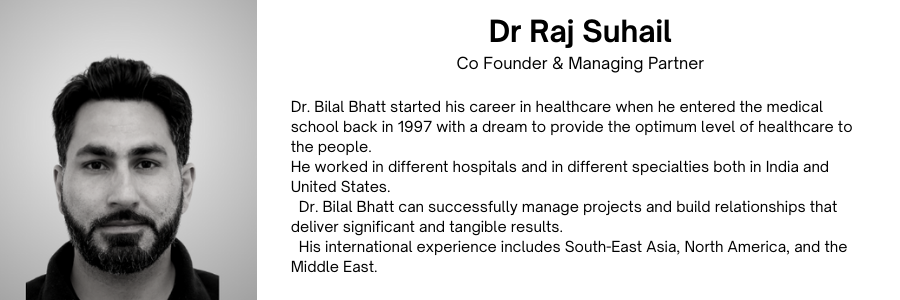 Dr Raj Suhail
Co Founder & Managing Partner
Dr. Bilal Bhatt started his career in healthcare when he entered the medical
school back in 1997 with a dream to provide the optimum level of healthcare to
the people.
He worked in different hospitals and in different specialties both in India and
United States.
Dr. Bilal Bhatt can successfully manage projects and build relationships that
deliver significant and tangible results.
His international experience includes South-East Asia, North America, and the
Middle East.